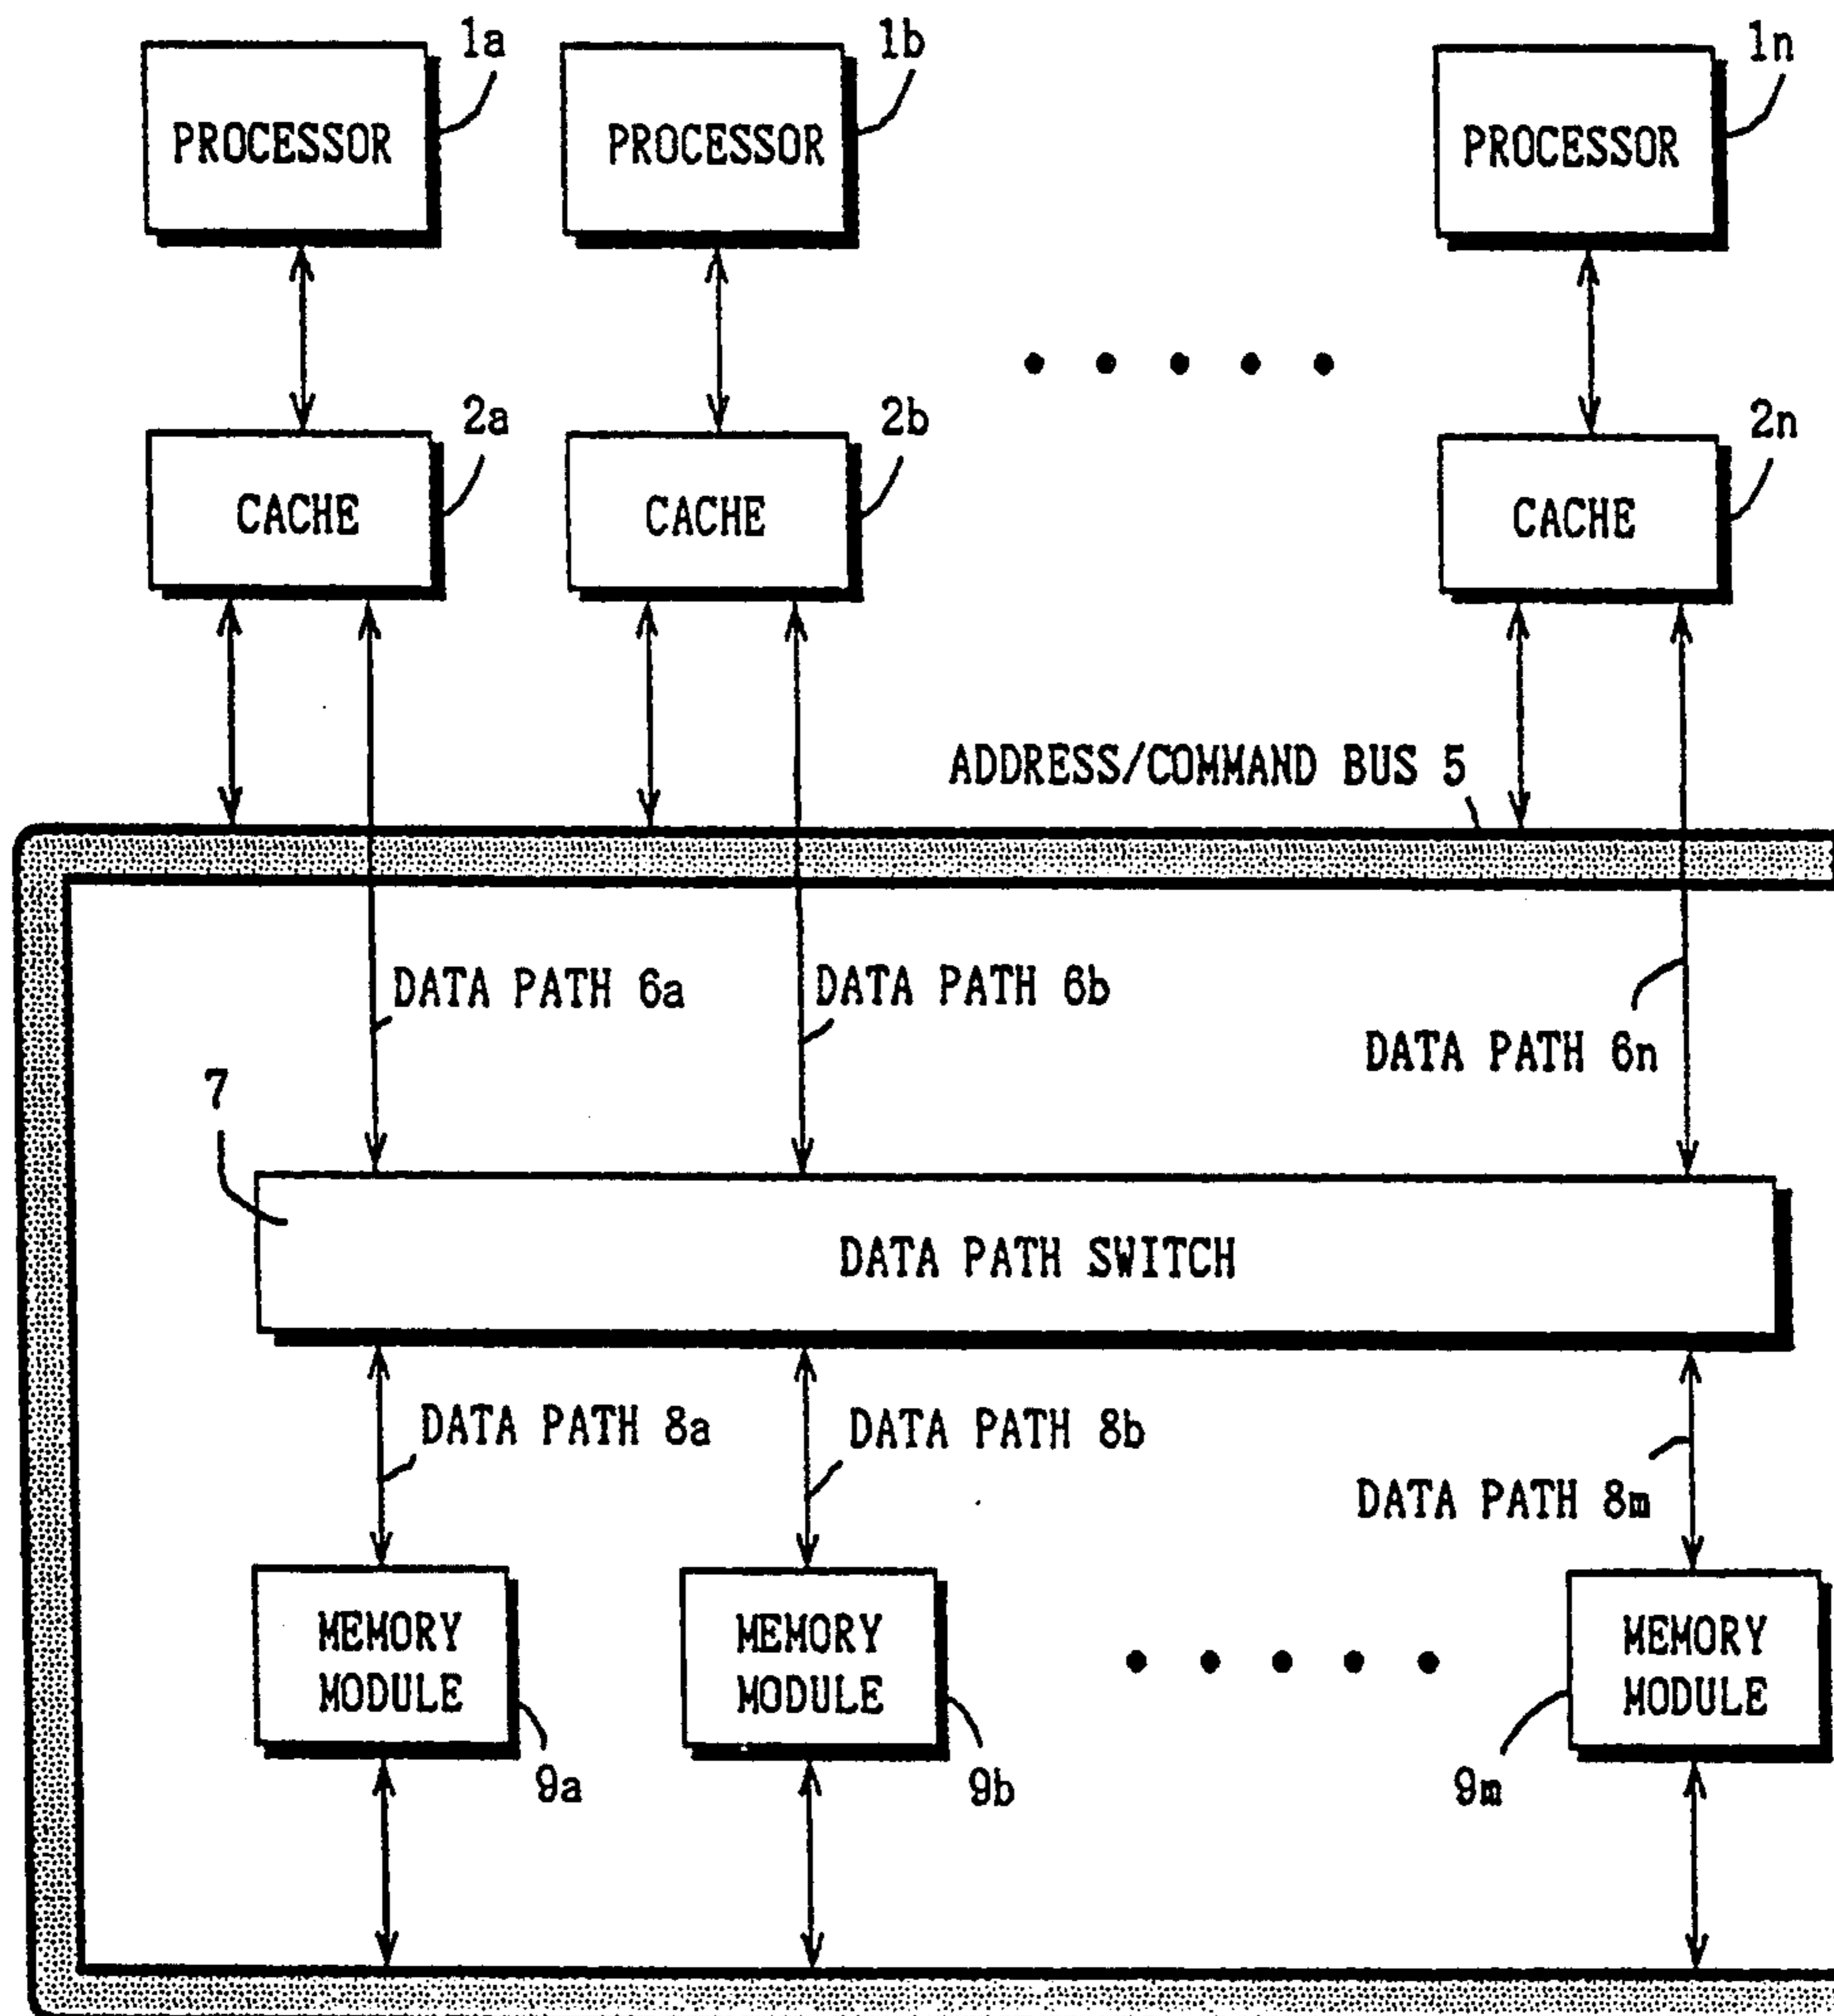 1a
1b
1n
PROCESSOR
PROCESSOR
PROCESSOR
2a
2b
2n
CACHE
CACHE
CACHE
ADDRESS/COMMAND BUS 5
DATA PATH 6a
DATA PATH 6b
DATA PATH 6n
7
DATA PATH SWITCH
DATA PATH 8a
DATA PATH 8b
DATA PATH 8m
MEMORY
MODULE
MEMORY
MODULE
MEMORY
MODULE
9a
9b
9m